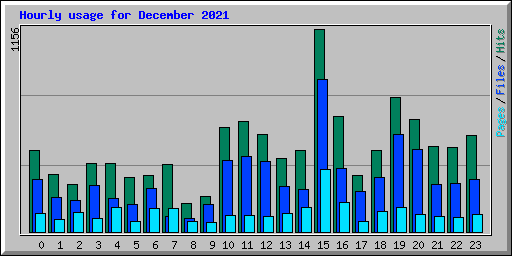 Hourly usage for December 2021
1156
Pages / Files / Hits
0 1 2 3 4 5 6 7 8 9 10 11 12 13 14 15 16 17 18 19 20 21 22 23